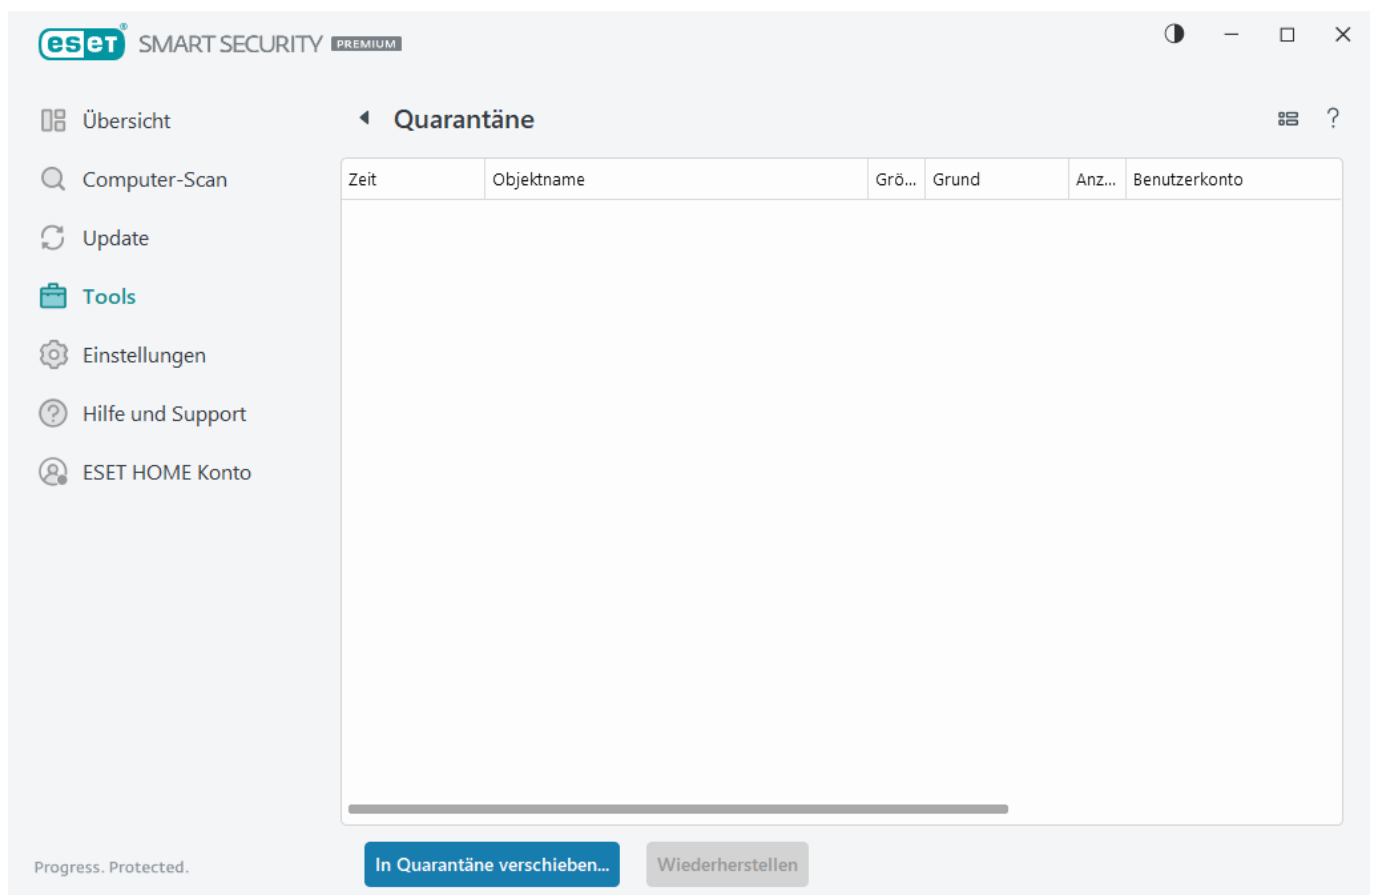 eset® SMART SECURITY PREMIUM
Übersicht
Computer-Scan
Update
Tools
Einstellungen
Hilfe und Support
ESET HOME Konto
Quarantäne
?
Zeit Objektname Grö... Grund Anz... Benutzerkonto
Progress. Protected.
In Quarantäne verschieben... Wiederherstellen